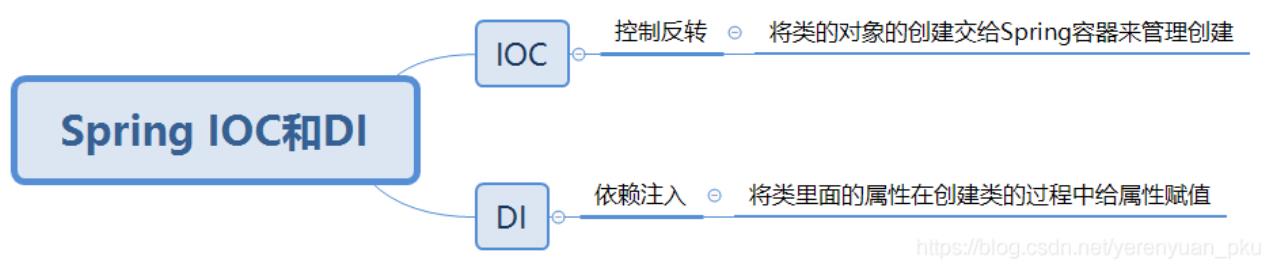 IOC
控制反转
将类的对象的创建交给Spring容器来管理创建
Spring IOC和DI
DI
依赖注入
将类里面的属性在创建类的过程中给属性赋值
https://blog.csdn.net/yerenyuan_pku